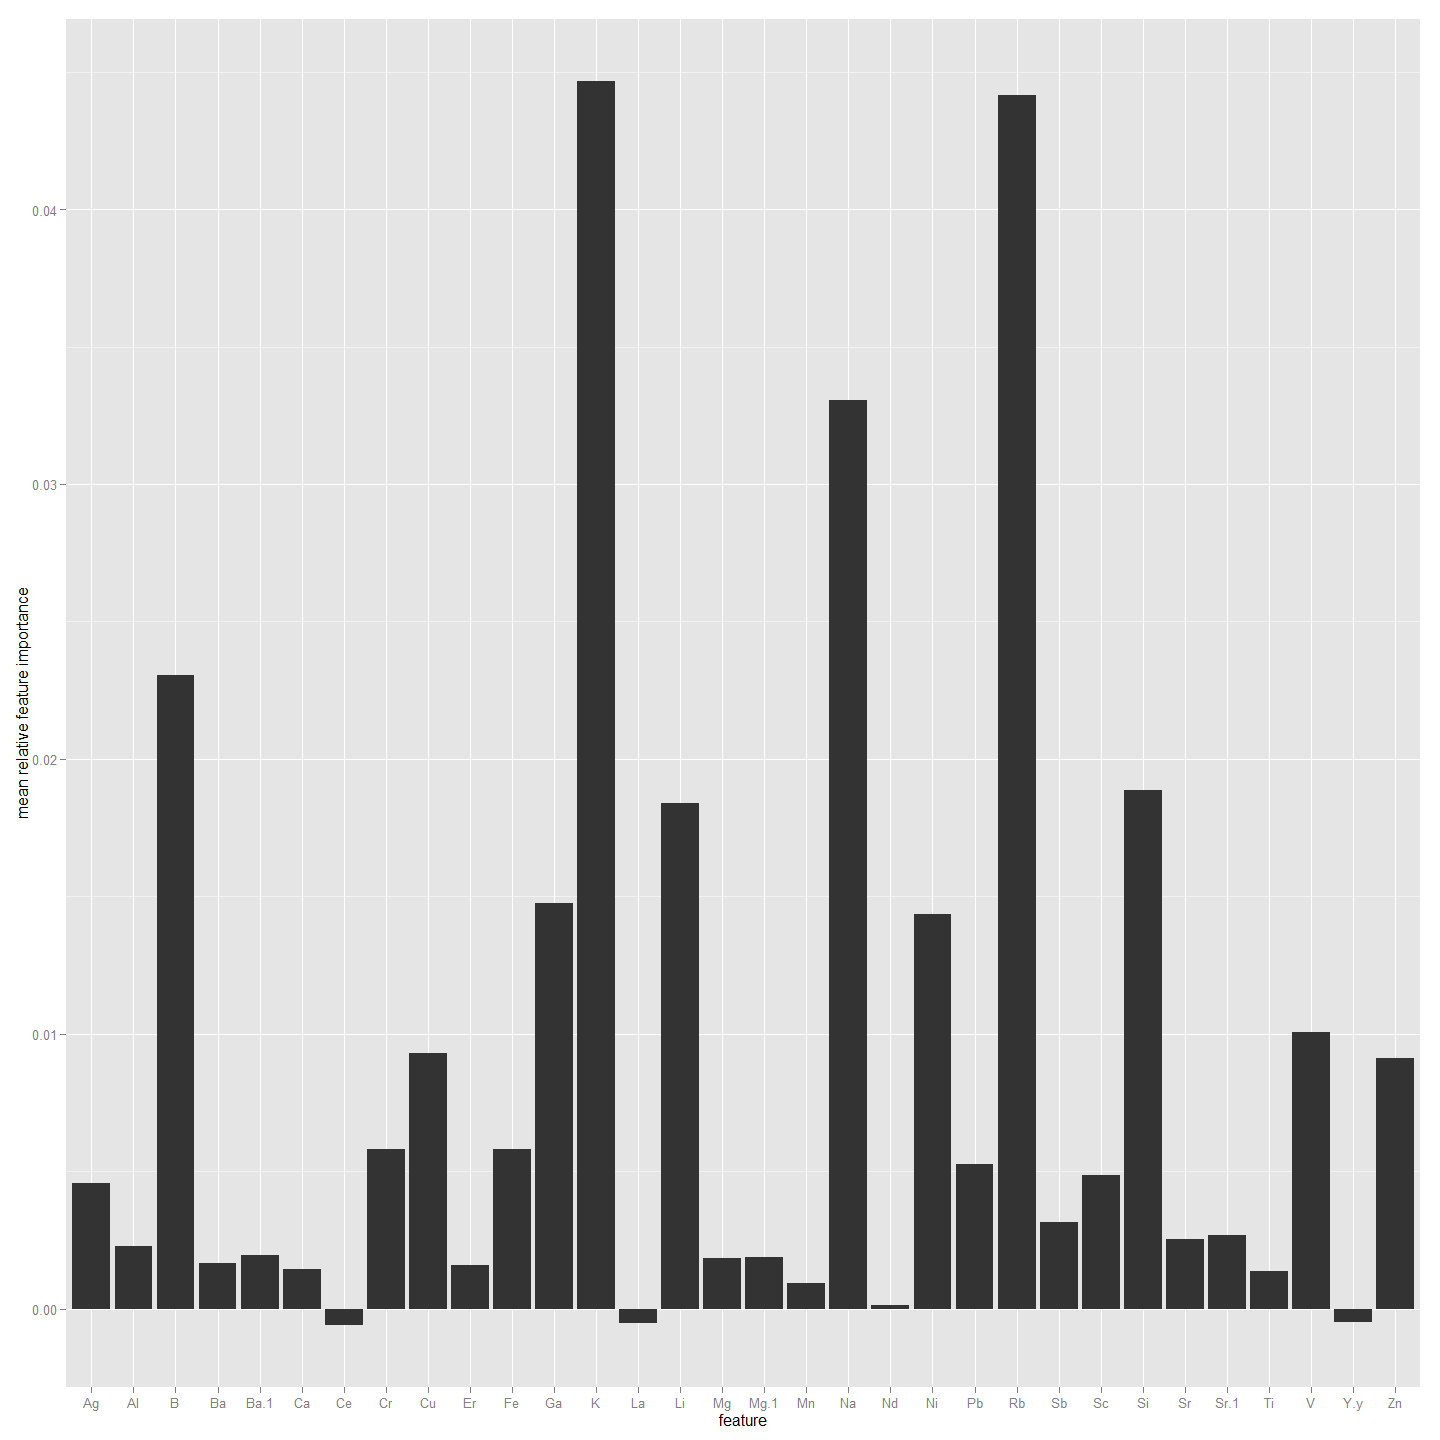 mean relative feature importance
0.04
0.03
0.02
0.01
0.00
Ag Al B Ba Ba.1 Ca Ce Cr Cu Er Fe Ga K La Li Mg Mg.1 Mn Na Nd Ni Pb Rb Sb Sc Si Sr Sr.1 Ti V Y.y Zn
feature